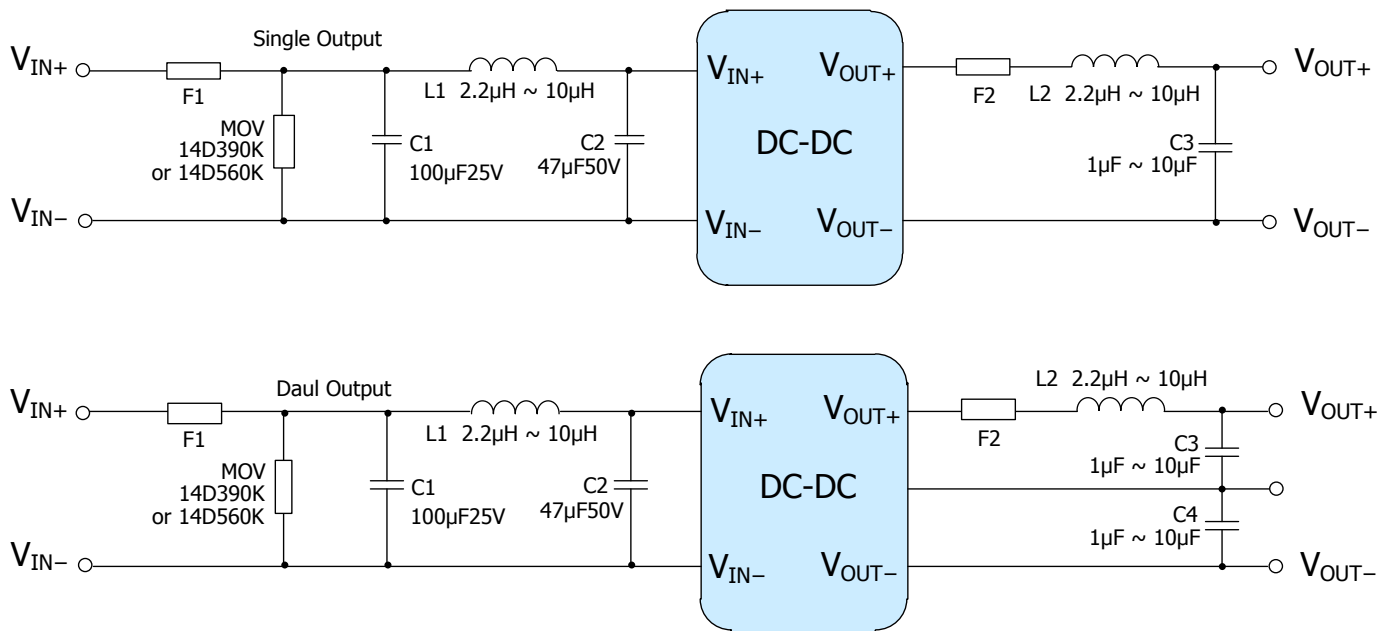 Single Output
VIN+
F1
MOV
14D390K
or 14D560K
C1
100µF25V
L1 2.2µH ~ 10µH
C2
47µF50V
VIN−
VIN+
VOUT+
DC-DC
VIN−
VOUT−
F2
L2 2.2µH ~ 10µH
C3
1µF ~ 10µF
VOUT+
VOUT−
Daul Output
VIN+
F1
MOV
14D390K
or 14D560K
C1
100µF25V
L1 2.2µH ~ 10µH
C2
47µF50V
VIN−
VIN+
VOUT+
DC-DC
VIN−
VOUT−
F2
L2 2.2µH ~ 10µH
C3
1µF ~ 10µF
C4
1µF ~ 10µF
VOUT+
VOUT−